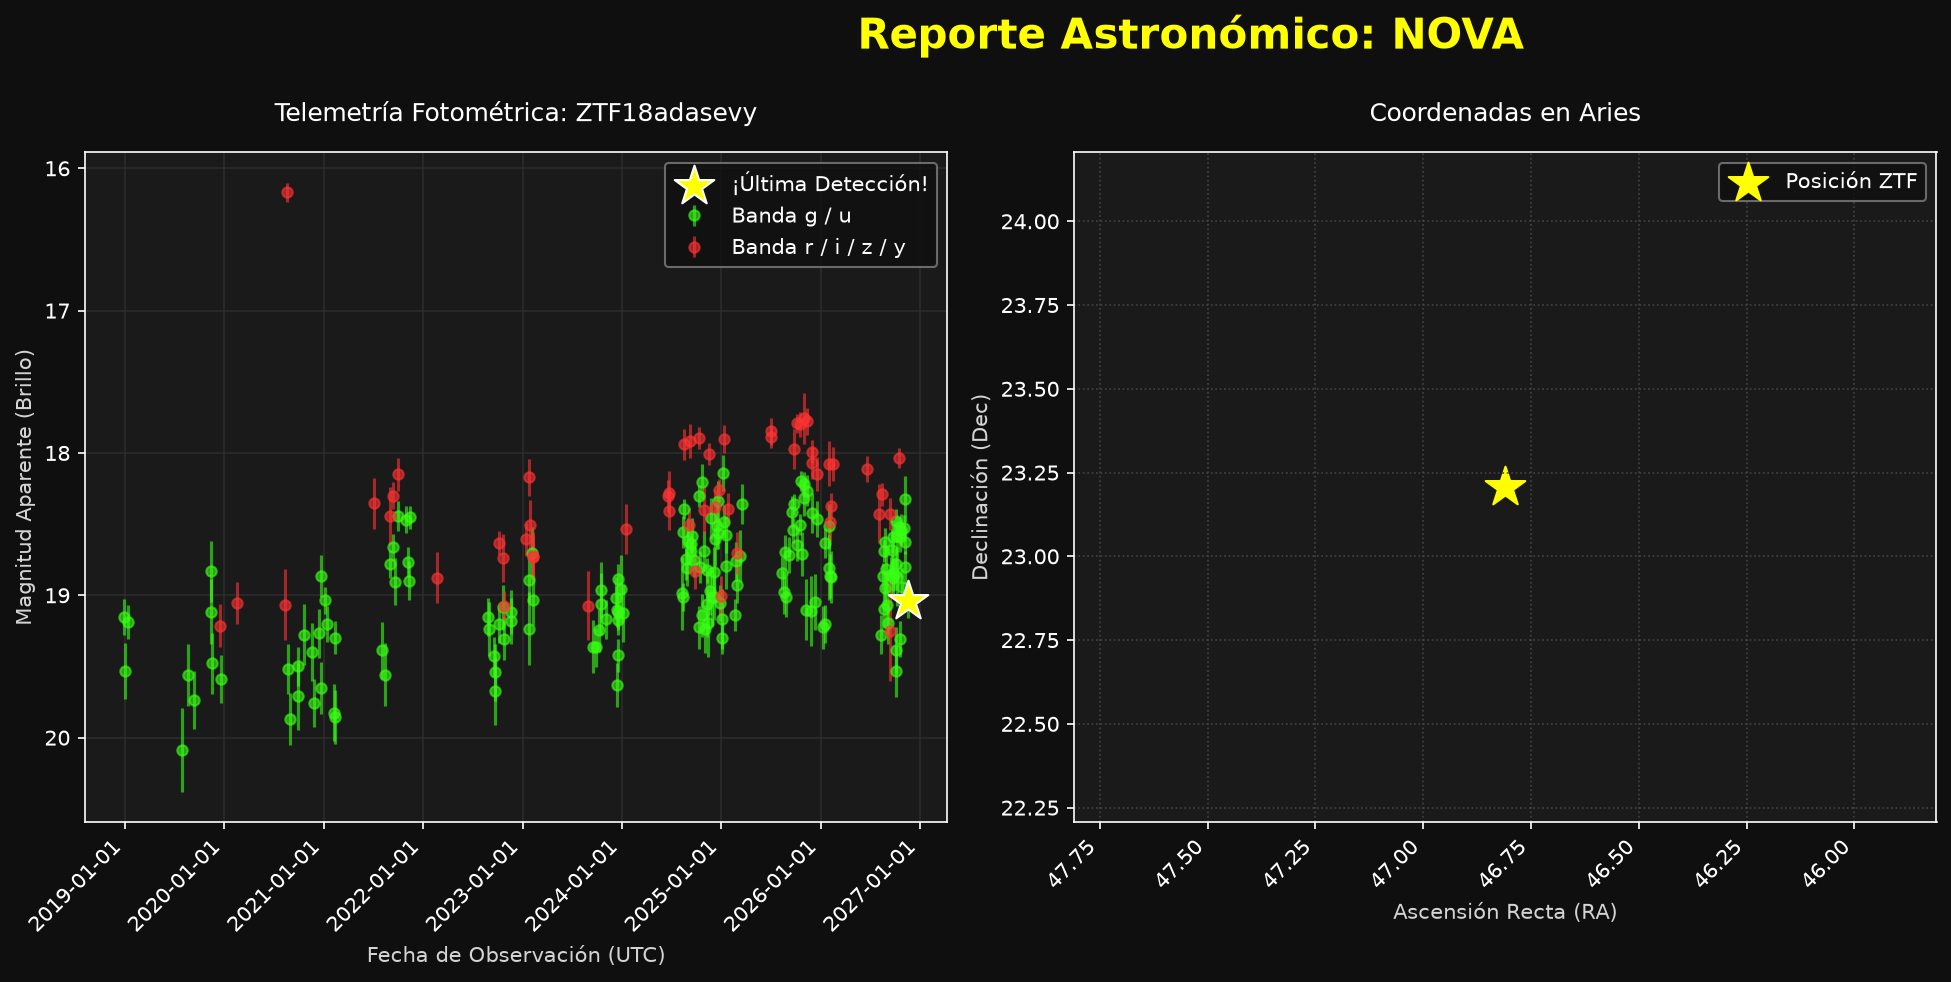 Reporte Astronómico: NOVA
Telemetría Fotométrica: ZTF18adasevy
Magnitud Aparente (Brillo)
16
17
18
19
20
¡Última Detección!
Banda g / u
Banda r / i / z / y
2019-01-01
2020-01-01
2021-01-01
2022-01-01
2023-01-01
2024-01-01
2025-01-01
2026-01-01
2027-01-01
Fecha de Observación (UTC)
Coordenadas en Aries
Declinación (Dec)
24.00
23.75
23.50
23.25
23.00
22.75
22.50
22.25
Posición ZTF
47.75
47.50
47.25
47.00
46.75
46.50
46.25
46.00
Ascensión Recta (RA)